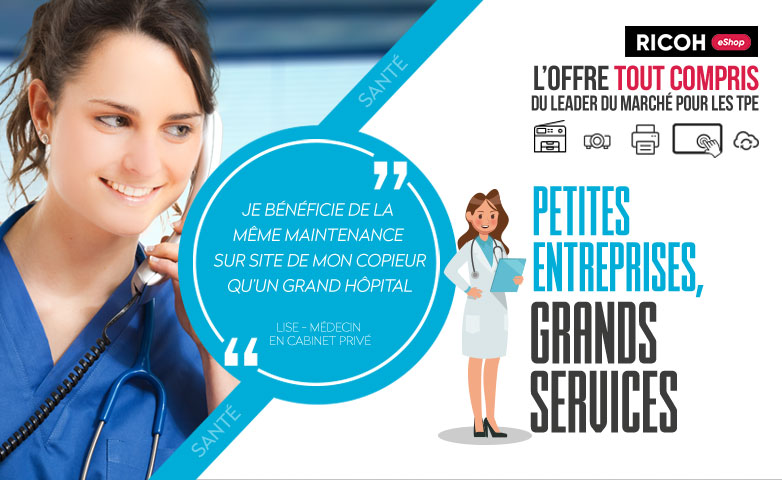 RICOH eShop
L'OFFRE TOUT COMPRIS
DU LEADER DU MARCHÉ POUR LES TPE
SANTÉ
”
JE BÉNÉFICIE DE LA
MÊME MAINTENANCE
SUR SITE DE MON COPIEUR
QU'UN GRAND HÔPITAL
LISE - MÉDECIN
EN CABINET PRIVÉ
“
SANTÉ
PETITES
ENTREPRISES,
GRANDS
SERVICES